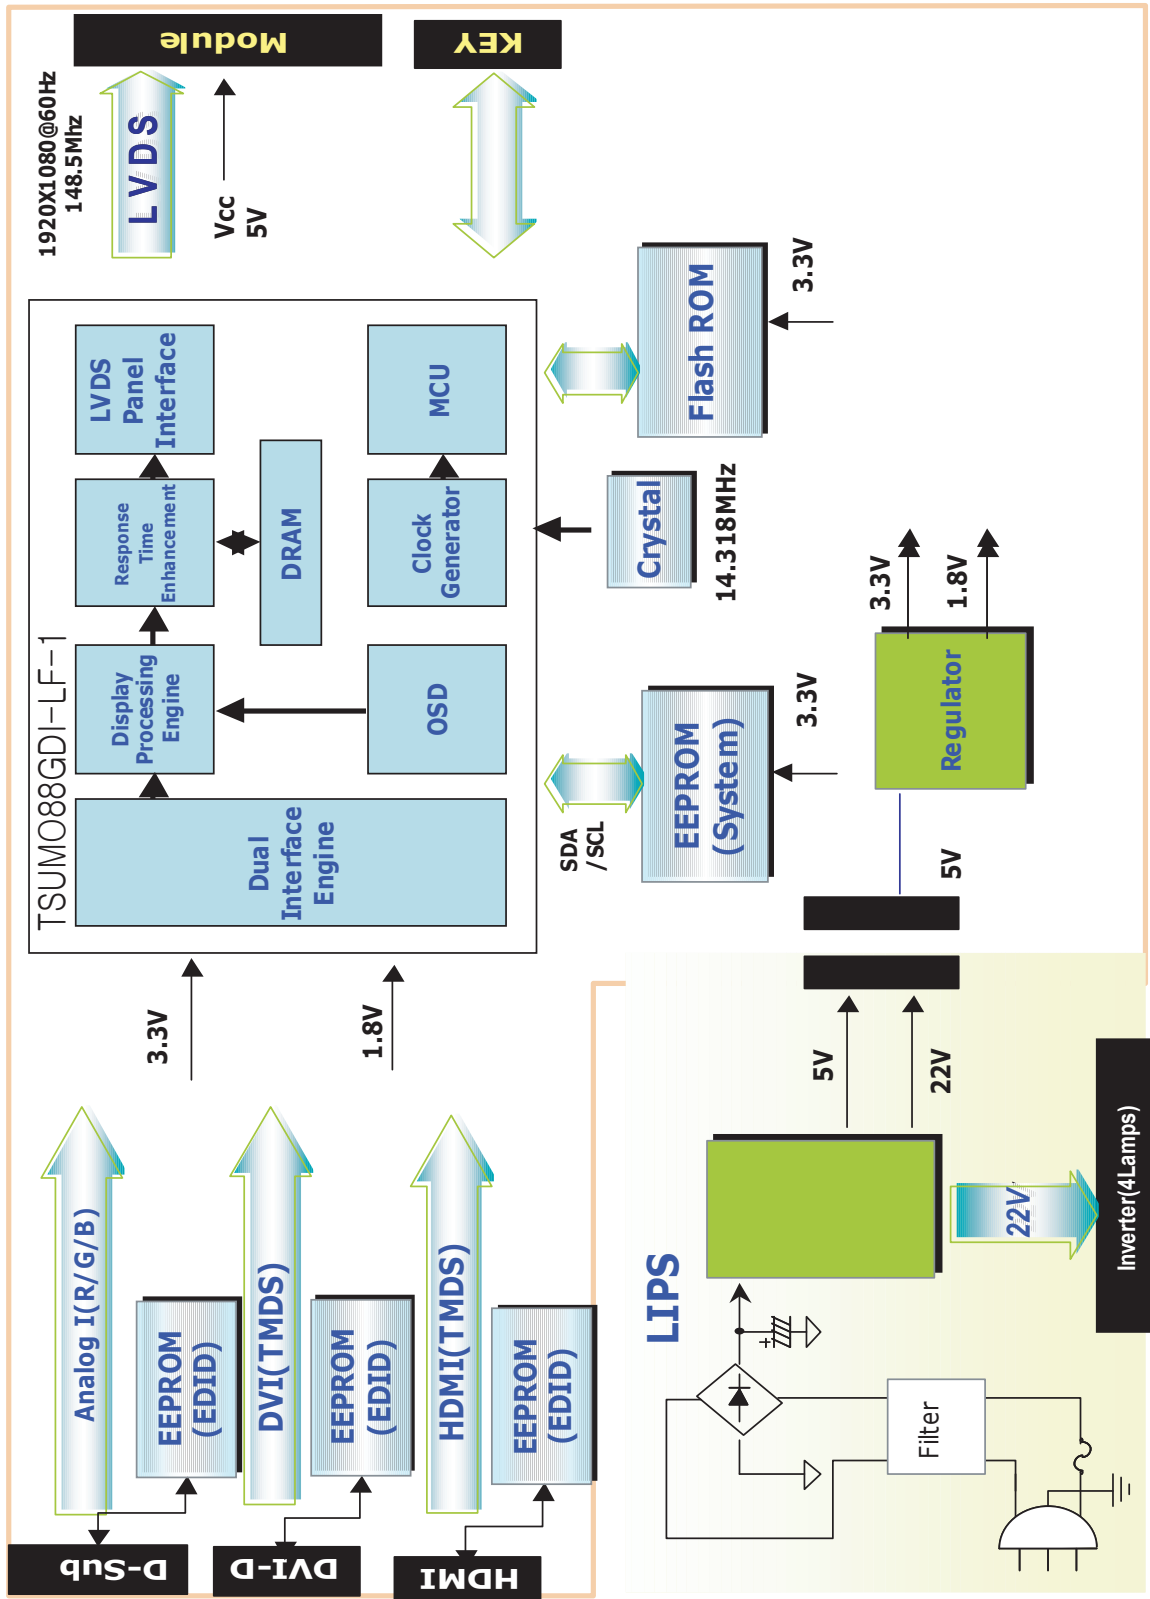 D-Sub
DVI-D
HDMI
Analog I(R/G/B)
EEPROM
(EDID)
DVI(TMDS)
EEPROM
(EDID)
HDMI(TMDS)
EEPROM
(EDID)
3.3V
1.8V
TSUMO88GDI-LF-1
Dual
Interface
Engine
Display
Processing
Engine
Response
Time
Enhancement
LVDS
Panel
Interface
DRAM
OSD
Clock
Generator
MCU
1920X1080@60Hz
148.5Mhz
LVDS
Vcc
5V
Module
KEY
SDA
/SCL
EEPROM
(System)
3.3V
Crystal
14.318MHz
Flash ROM
3.3V
LIPS
Filter
+
22V
Inverter(4Lamps)
5V
22V
5V
Regulator
3.3V
1.8V